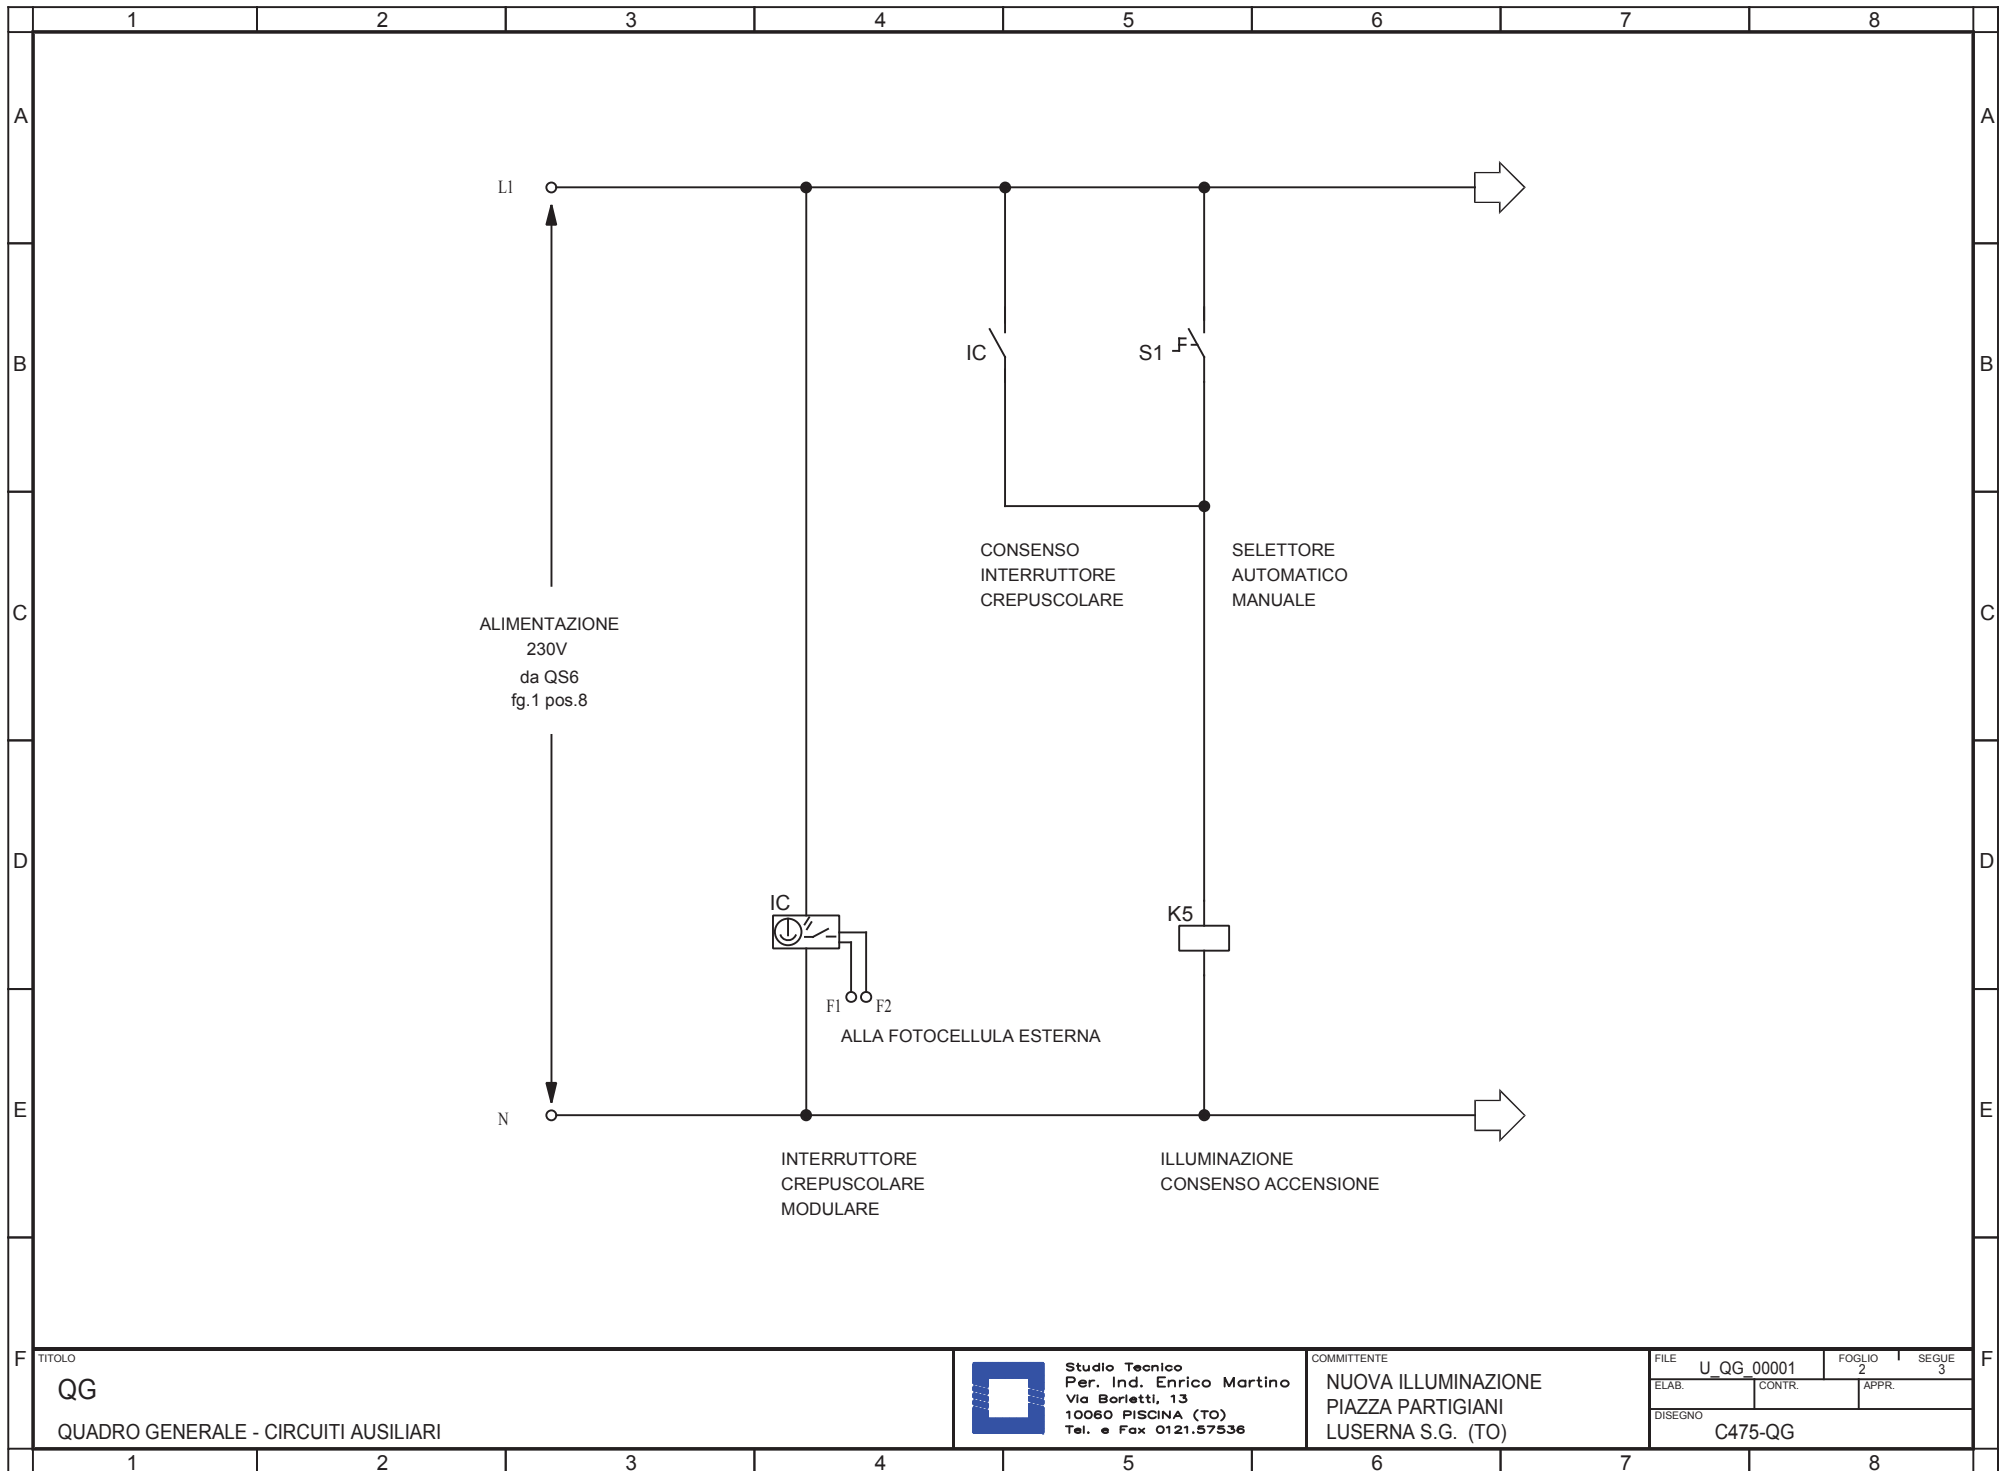 1 2 3 4 5 6 7 8
A A
L1
B B
IC
S1
CONSENSO
INTERRUTTORE
CREPUSCOLARE
SELETTORE
AUTOMATICO
MANUALE
C C
ALIMENTAZIONE
230V
da QS6
fg.1 pos.8
D D
IC
K5
F1 F2
ALLA FOTOCELLULA ESTERNA
E E
N
INTERRUTTORE
CREPUSCOLARE
MODULARE
ILLUMINAZIONE
CONSENSO ACCENSIONE
F F
TITOLO
QG
QUADRO GENERALE - CIRCUITI AUSILIARI
Studio Tecnico
Per. Ind. Enrico Martino
Via Borletti, 13
10060 PISCINA (TO)
Tel. e Fax 0121.57536
COMMITTENTE
NUOVA ILLUMINAZIONE
PIAZZA PARTIGIANI
LUSERNA S.G. (TO)
FILE U_QG_00001
FOGLIO 2
SEGUE 3
ELAB. CONTR. APPR.
DISEGNO
C475-QG
1 2 3 4 5 6 7 8